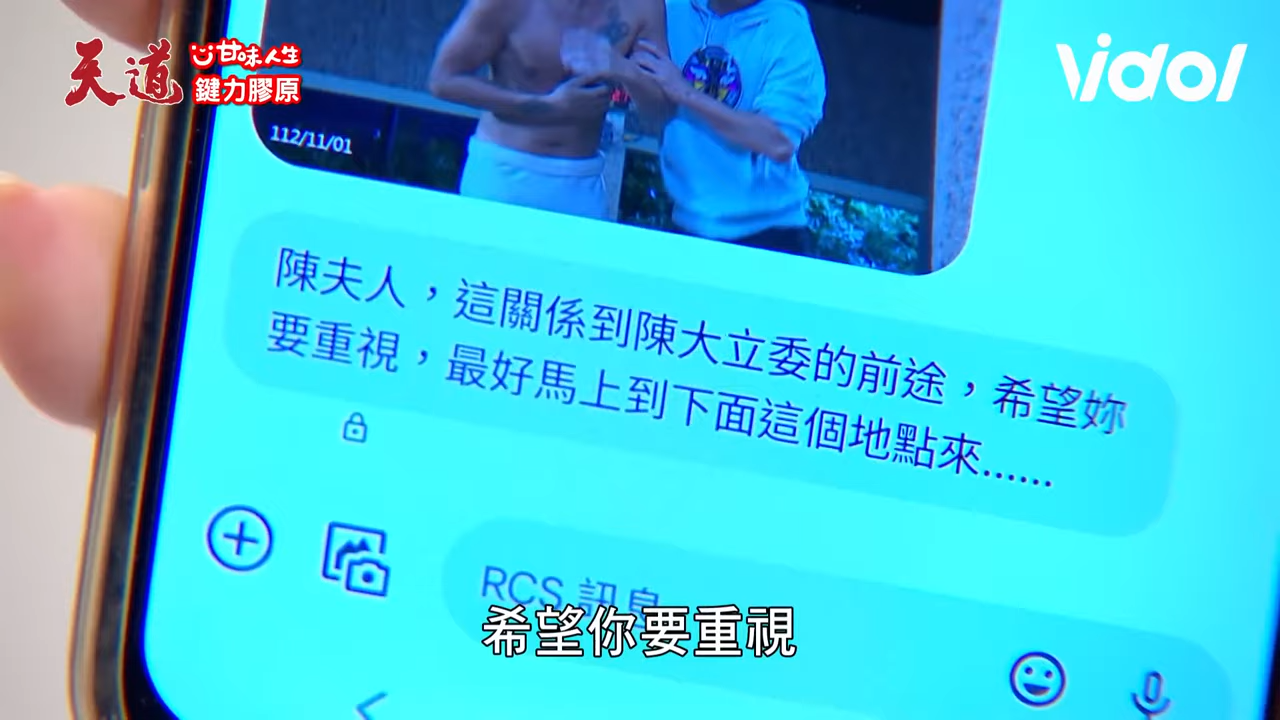 天道
甘味人生
鍵力膠原
Vidol
112/11/01
陳夫人，這關係到陳大立委的前途，希望妳
要重視，最好馬上到下面這個地點來......
RCS 訊息
希望你要重視